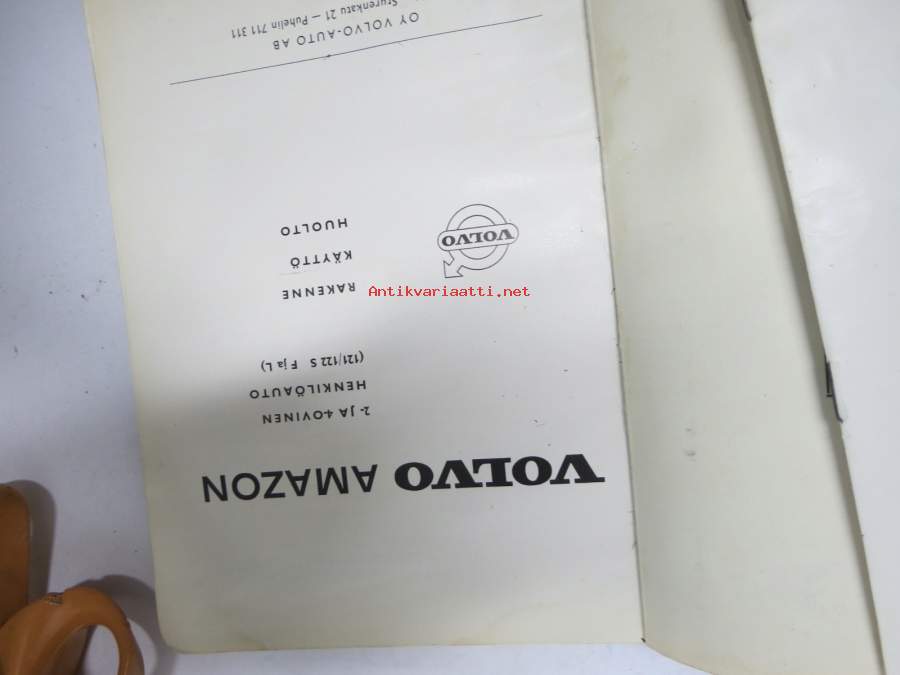 VOLVO AMAZON
2- JA 4-OVINEN
HENKILÖAUTO
(121/122 S F ja L)
RAKENNE
KÄYTTÖ
HUOLTO
VOLVO
OY VOLVO-AUTO AB
Sturenkatu 21 — Puhelin 711 311
Antikvariaatti.net